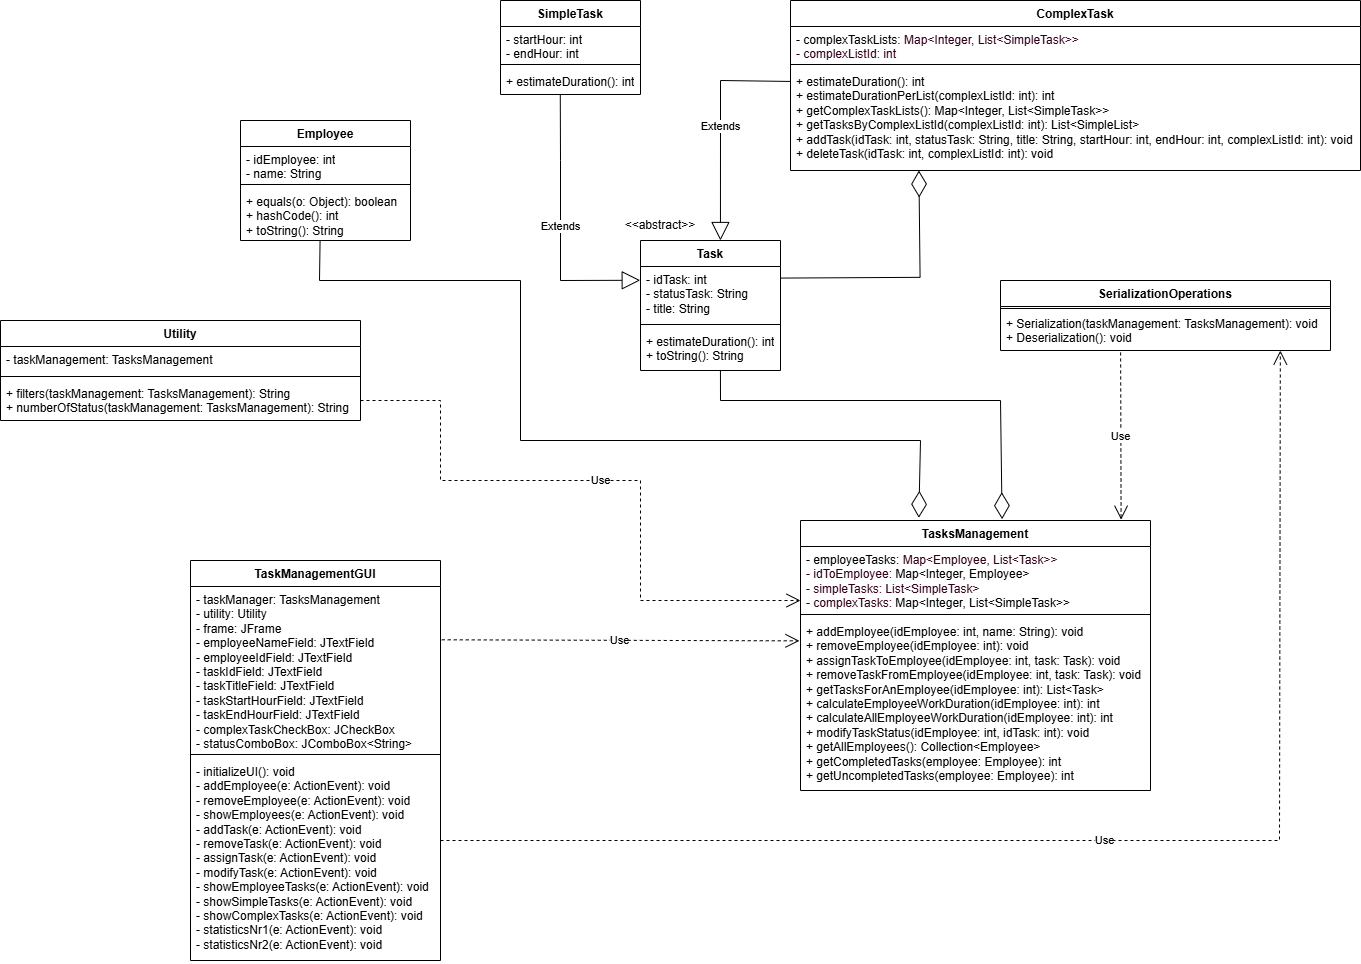 SimpleTask
- startHour: int
- endHour: int
+ estimateDuration(): int
ComplexTask
- complexTaskLists: Map<Integer, List<SimpleTask>>
- complexListId: int
+ estimateDuration(): int
+ estimateDurationPerList(complexListId: int): int
+ getComplexTaskLists(): Map<Integer, List<SimpleTask>>
+ getTasksByComplexListId(complexListId: int): List<SimpleList>
+ addTask(idTask: int, statusTask: String, title: String, startHour: int, endHour: int, complexListId: int): void
+ deleteTask(idTask: int, complexListId: int): void
Extends
Employee
- idEmployee: int
- name: String
+ equals(o: Object): boolean
+ hashCode(): int
+ toString(): String
Extends
<<abstract>>
Task
- idTask: int
- statusTask: String
- title: String
+ estimateDuration(): int
+ toString(): String
SerializationOperations
+ Serialization(taskManagement: TasksManagement): void
+ Deserialization(): void
Utility
- taskManagement: TasksManagement
+ filters(taskManagement: TasksManagement): String
+ numberOfStatus(taskManagement: TasksManagement): String
Use
Use
TasksManagement
- employeeTasks: Map<Employee, List<Task>>
- idToEmployee: Map<Integer, Employee>
- simpleTasks: List<SimpleTask>
- complexTasks: Map<Integer, List<SimpleTask>>
+ addEmployee(idEmployee: int, name: String): void
+ removeEmployee(idEmployee: int): void
+ assignTaskToEmployee(idEmployee: int, task: Task): void
+ removeTaskFromEmployee(idEmployee: int, task: Task): void
+ getTasksForAnEmployee(idEmployee: int): List<Task>
+ calculateEmployeeWorkDuration(idEmployee: int): int
+ calculateAllEmployeeWorkDuration(idEmployee: int): int
+ modifyTaskStatus(idEmployee: int, idTask: int): void
+ getAllEmployees(): Collection<Employee>
+ getCompletedTasks(employee: Employee): int
+ getUncompletedTasks(employee: Employee): int
TaskManagementGUI
- taskManager: TasksManagement
- utility: Utility
- frame: JFrame
- employeeNameField: JTextField
- employeeIdField: JTextField
- taskIdField: JTextField
- taskTitleField: JTextField
- taskStartHourField: JTextField
- taskEndHourField: JTextField
- complexTaskCheckBox: JCheckBox
- statusComboBox: JComboBox<String>
- initializeUI(): void
- addEmployee(e: ActionEvent): void
- removeEmployee(e: ActionEvent): void
- showEmployees(e: ActionEvent): void
- addTask(e: ActionEvent): void
- removeTask(e: ActionEvent): void
- assignTask(e: ActionEvent): void
- modifyTask(e: ActionEvent): void
- showEmployeeTasks(e: ActionEvent): void
- showSimpleTasks(e: ActionEvent): void
- showComplexTasks(e: ActionEvent): void
- statisticsNr1(e: ActionEvent): void
- statisticsNr2(e: ActionEvent): void
Use
Use